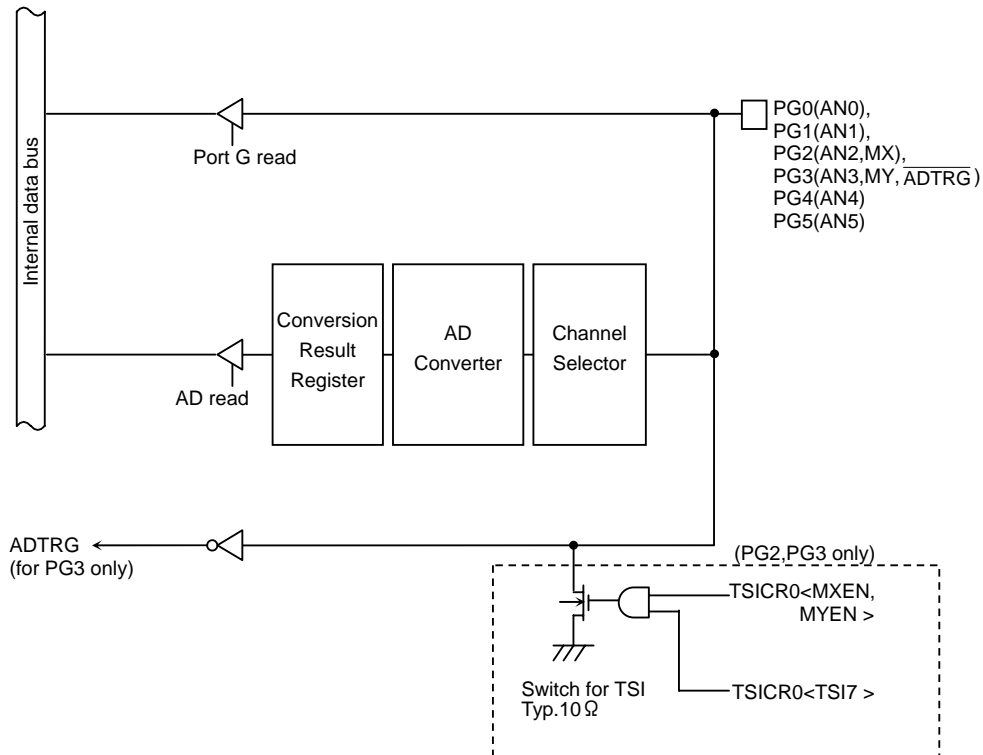 Internal data bus
Port G read
PG0(AN0),
PG1(AN1),
PG2(AN2,MX),
PG3(AN3,MY, A̅D̅T̅R̅G̅ )
PG4(AN4)
PG5(AN5)
Conversion
Result
Register
AD
Converter
Channel
Selector
AD read
ADTRG
(for PG3 only)
(PG2,PG3 only)
TSICR0<MXEN,
MYEN >
Switch for TSI
Typ.10 Ω
TSICR0<TSI7 >